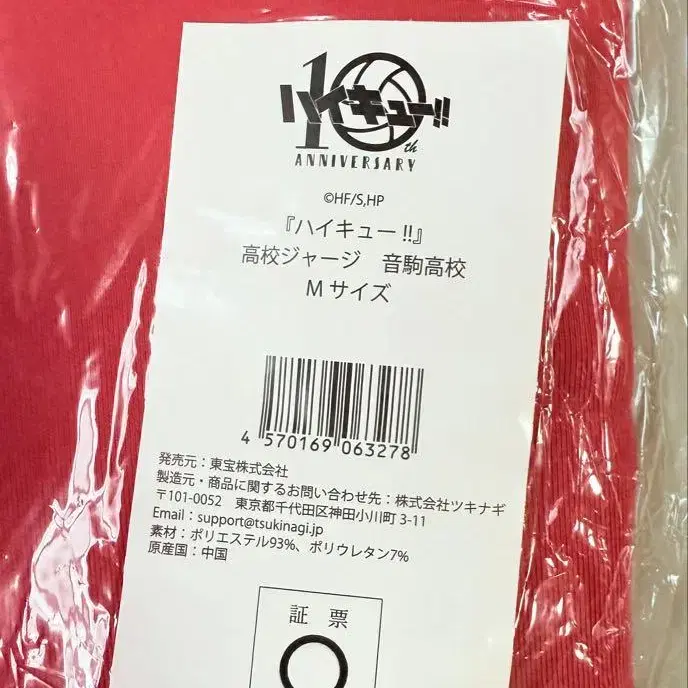 10th
ハイキュー!!
ANNIVERSARY
©HF/S,HP
『ハイキュー!!』
高校ジャージ 音駒高校
Mサイズ
4 570169 063278
発売元：東宝株式会社
製造元・商品に関するお問い合わせ先：株式会社ツキナギ
〒101-0052 東京都千代田区神田小川町 3-11
Email：support@tsukinagi.jp
素材：ポリエステル93%、ポリウレタン7%
原産国：中国
証 票